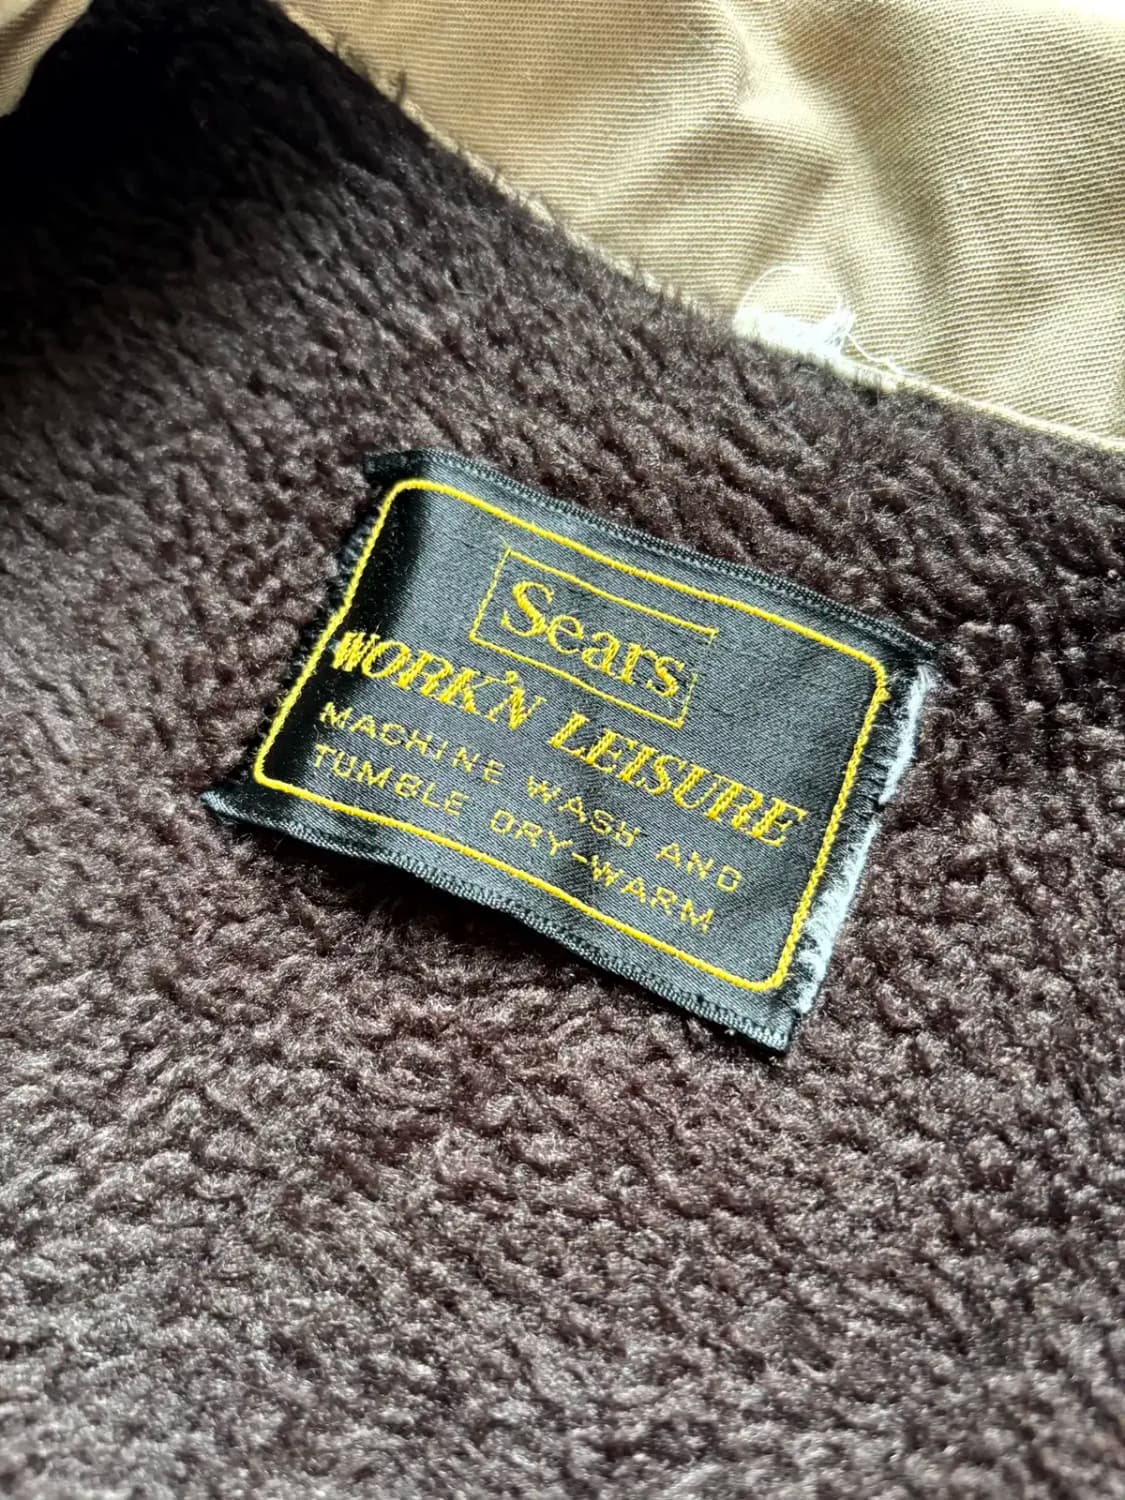 Sears
WORK'N LEISURE
MACHINE WASH AND
TUMBLE DRY-WARM